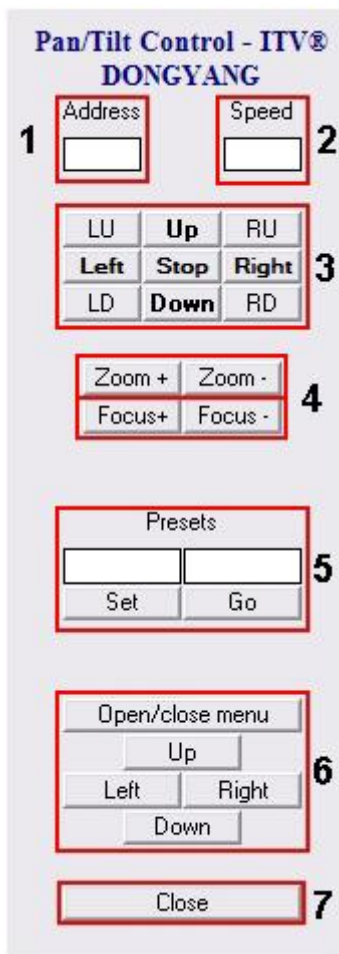 Pan/Tilt Control - ITV®
DONGYANG
1 Address Speed 2
LU Up RU
Left Stop Right 3
LD Down RD
Zoom + Zoom - 4
Focus+ Focus -
Presets
5
Set Go
Open/close menu
Up
6
Left Right
Down
Close 7